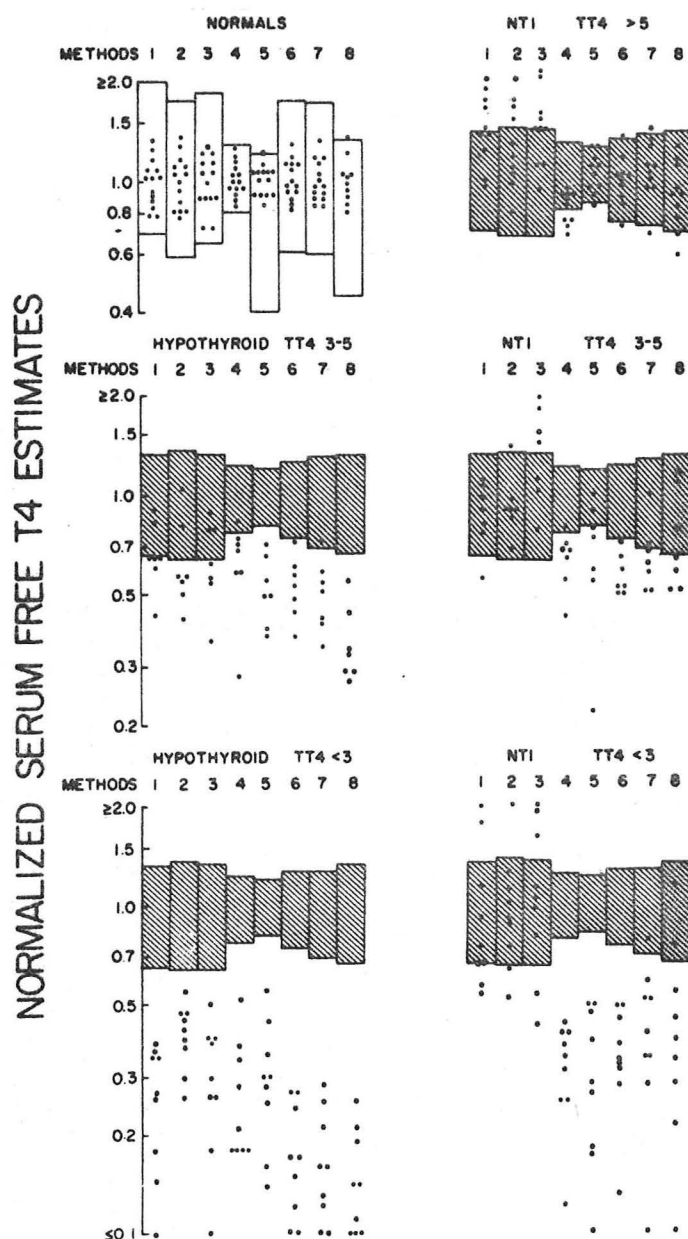 NORMALIZED SERUM FREE T4 ESTIMATES
NORMALS
METHODS 1 2 3 4 5 6 7 8
≥2.0
1.5
1.0
0.8
0.6
0.4
NTI TT4 >5
1 2 3 4 5 6 7 8
HYPOTHYROID TT4 3-5
METHODS 1 2 3 4 5 6 7 8
≥2.0
1.5
1.0
0.7
0.5
0.3
0.2
NTI TT4 3-5
1 2 3 4 5 6 7 8
HYPOTHYROID TT4 <3
METHODS 1 2 3 4 5 6 7 8
≥2.0
1.5
1.0
0.7
0.5
0.3
0.2
≤0.1
NTI TT4 <3
1 2 3 4 5 6 7 8